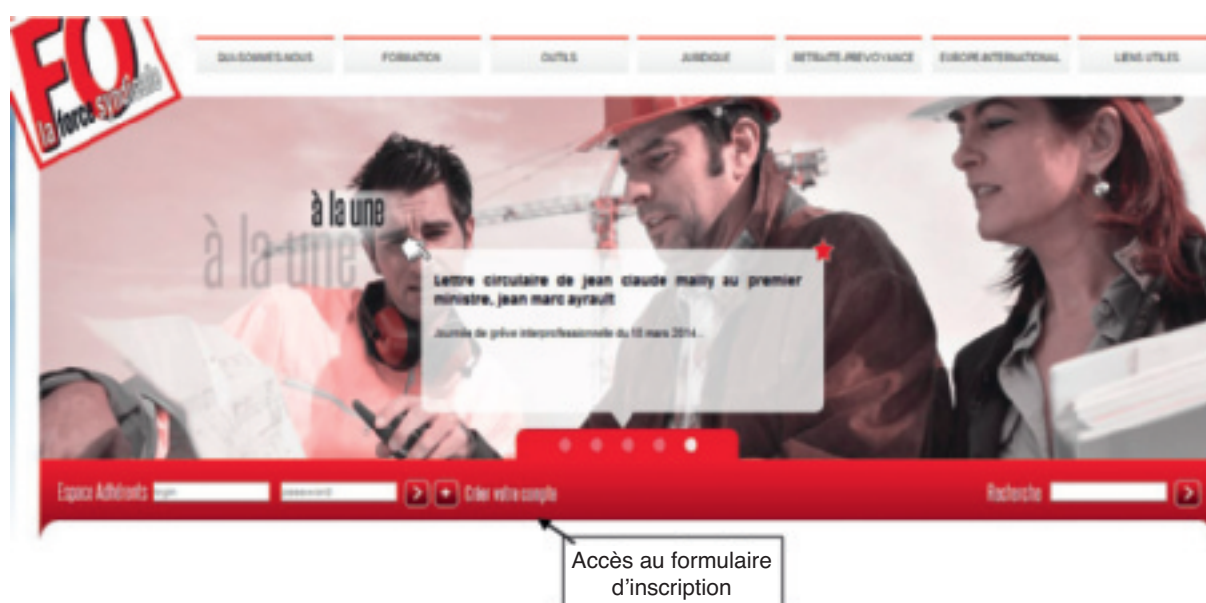 FO
la force syndicale
QUI-SOMMES-NOUS FORMATION OUTILS JURIDIQUE RETRAITE-PREVOYANCE EUROPE-INTERNATIONAL LIENS UTILES
à la une
à la une
Lettre circulaire de jean claude mailly au premier
ministre, jean marc ayrault
Journée de grève interprofessionnelle du 18 mars 2014...
Espace Adhérents login password > + Créer votre compte Recherche >
Accès au formulaire
d'inscription